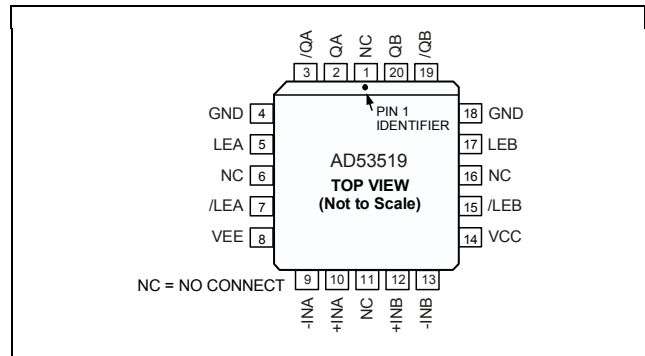 /QA QA NC QB /QB
3 2 1 20 19
GND 4
LEA 5
NC 6
/LEA 7
VEE 8
PIN 1
IDENTIFIER
AD53519
TOP VIEW
(Not to Scale)
18 GND
17 LEB
16 NC
15 /LEB
14 VCC
NC = NO CONNECT
9 10 11 12 13
-INA +INA NC +INB -INB